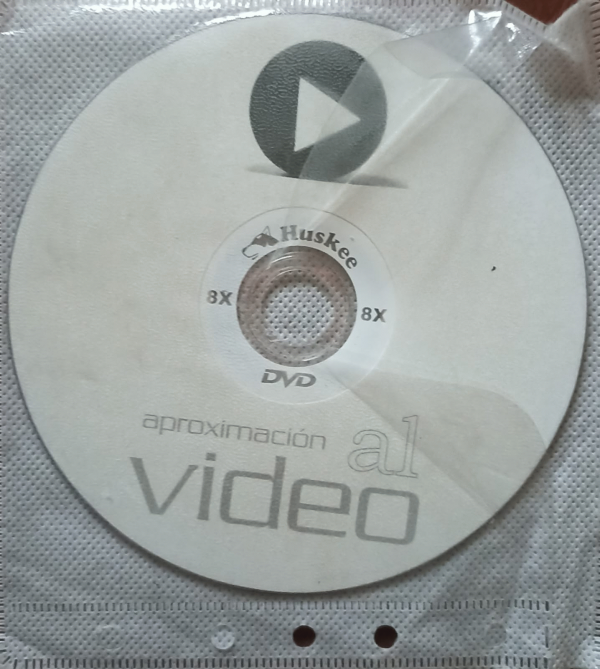 Huskee
8X 8X
DVD
aproximación al
video